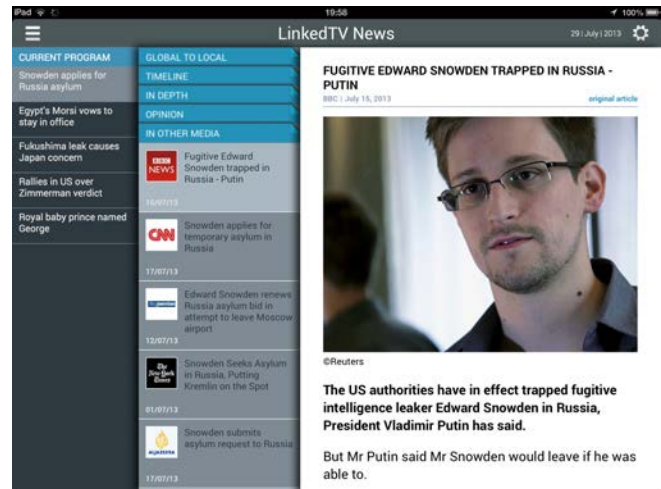 iPad
19:58
100%
LinkedTV News
29 | July | 2013
CURRENT PROGRAM
Snowden applies for
Russia asylum
Egypt's Morsi vows to
stay in office
Fukushima leak causes
Japan concern
Rallies in US over
Zimmerman verdict
Royal baby prince named
George
GLOBAL TO LOCAL
TIMELINE
IN DEPTH
OPINION
IN OTHER MEDIA
BBC
NEWS
Fugitive Edward
Snowden trapped in
Russia - Putin
16/07/13
CNN
Snowden applies for
temporary asylum in
Russia
17/07/13
Edward Snowden renews
Russia asylum bid in
attempt to leave Moscow
airport
12/07/13
The
New York
Times
Snowden Seeks Asylum
in Russia, Putting
Kremlin on the Spot
01/07/13
ALJAZEERA
Snowden submits
asylum request to Russia
17/07/13
FUGITIVE EDWARD SNOWDEN TRAPPED IN RUSSIA -
PUTIN
BBC | July 15, 2013
original article
©Reuters
The US authorities have in effect trapped fugitive
intelligence leaker Edward Snowden in Russia,
President Vladimir Putin has said.
But Mr Putin said Mr Snowden would leave if he was
able to.